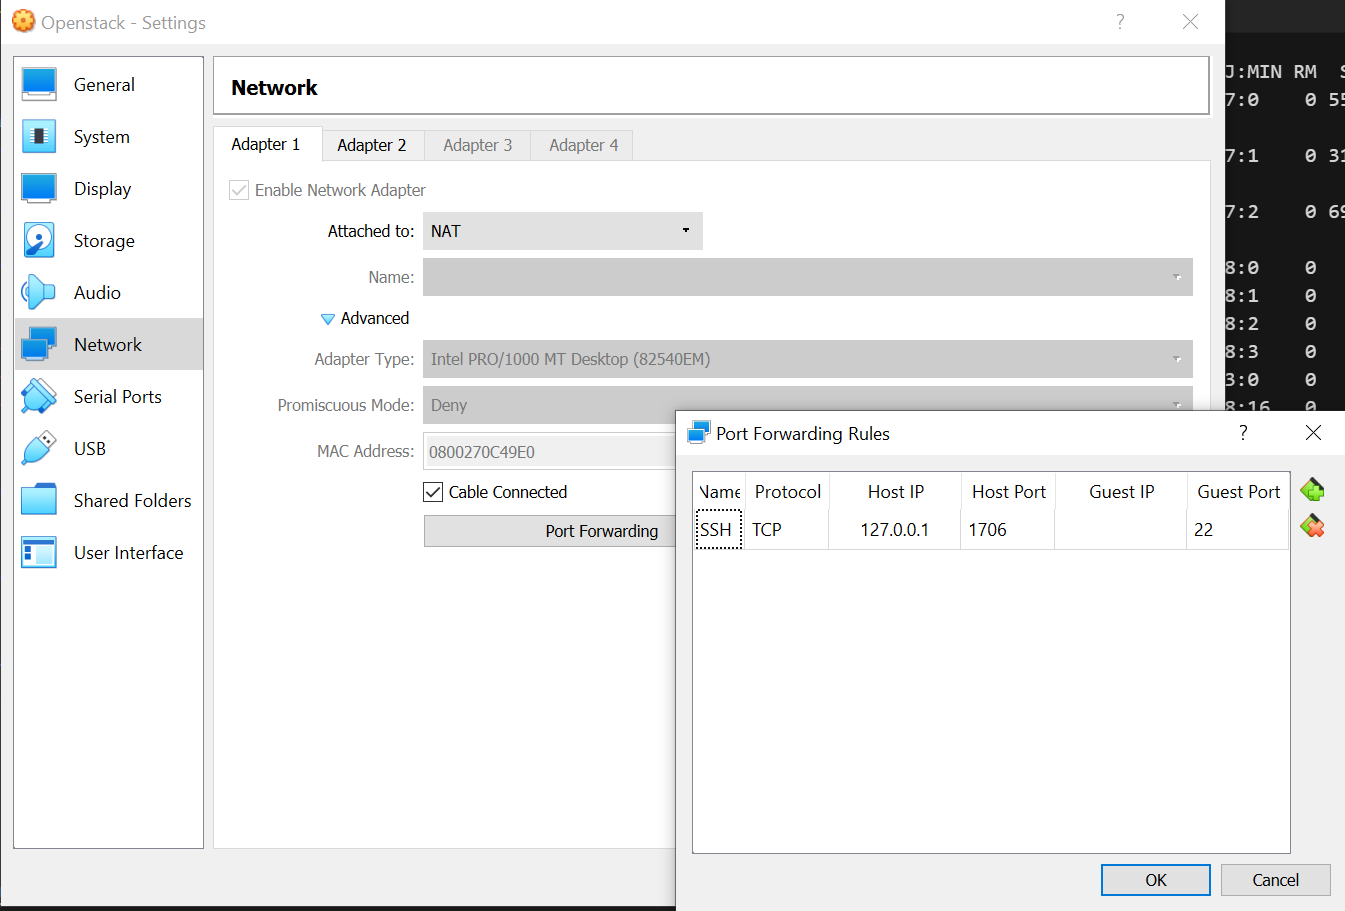 Openstack - Settings
?
General
System
Display
Storage
Audio
Network
Serial Ports
USB
Shared Folders
User Interface
Network
Adapter 1 Adapter 2 Adapter 3 Adapter 4
Enable Network Adapter
Attached to: NAT
Name:
Advanced
Adapter Type: Intel PRO/1000 MT Desktop (82540EM)
Promiscuous Mode: Deny
MAC Address: 0800270C49E0
Cable Connected
Port Forwarding
Port Forwarding Rules
?
Name Protocol Host IP Host Port Guest IP Guest Port
SSH TCP 127.0.0.1 1706 22
OK Cancel
J:MIN RM S
7:0 0 55
7:1 0 31
7:2 0 69
8:0 0
8:1 0
8:2 0
8:3 0
3:0 0
8:16 0